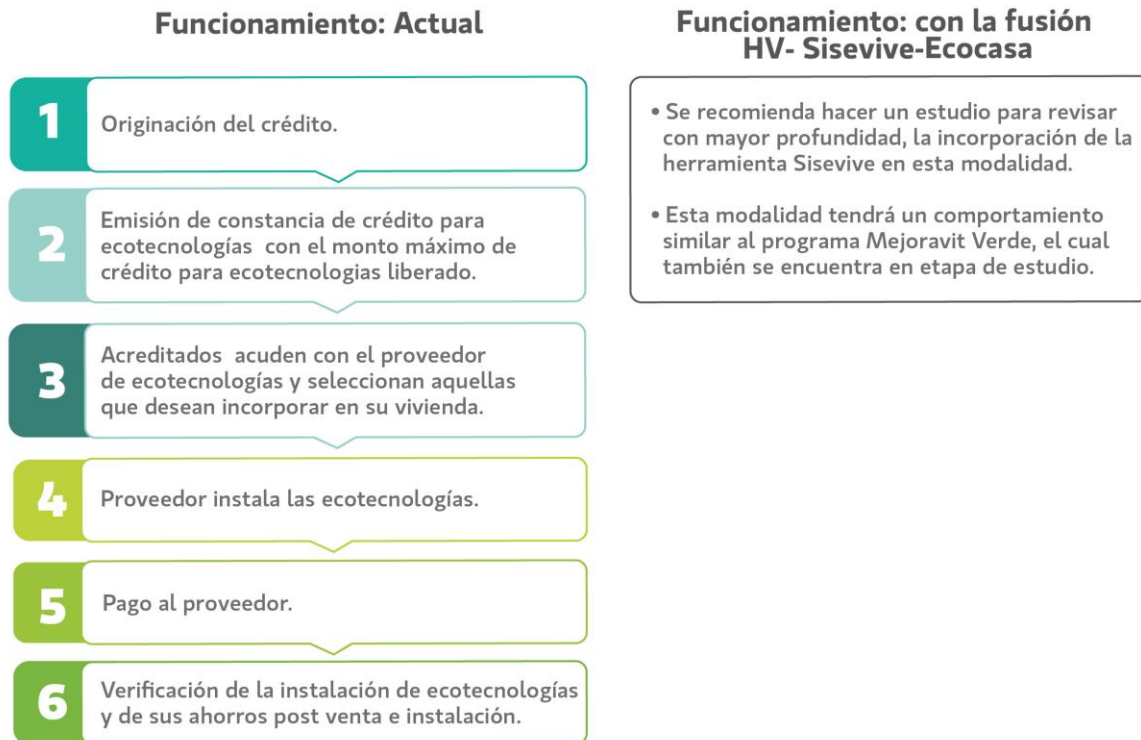 Funcionamiento: Actual
1
Originación del crédito.
2
Emisión de constancia de crédito para
ecotecnologías con el monto máximo de
crédito para ecotecnologias liberado.
3
Acreditados acuden con el proveedor
de ecotecnologías y seleccionan aquellas
que desean incorporar en su vivienda.
4
Proveedor instala las ecotecnologías.
5
Pago al proveedor.
6
Verificación de la instalación de ecotecnologías
y de sus ahorros post venta e instalación.
Funcionamiento: con la fusión
HV- Sisevive-Ecocasa
• Se recomienda hacer un estudio para revisar
con mayor profundidad, la incorporación de la
herramienta Sisevive en esta modalidad.
• Esta modalidad tendrá un comportamiento
similar al programa Mejoravit Verde, el cual
también se encuentra en etapa de estudio.